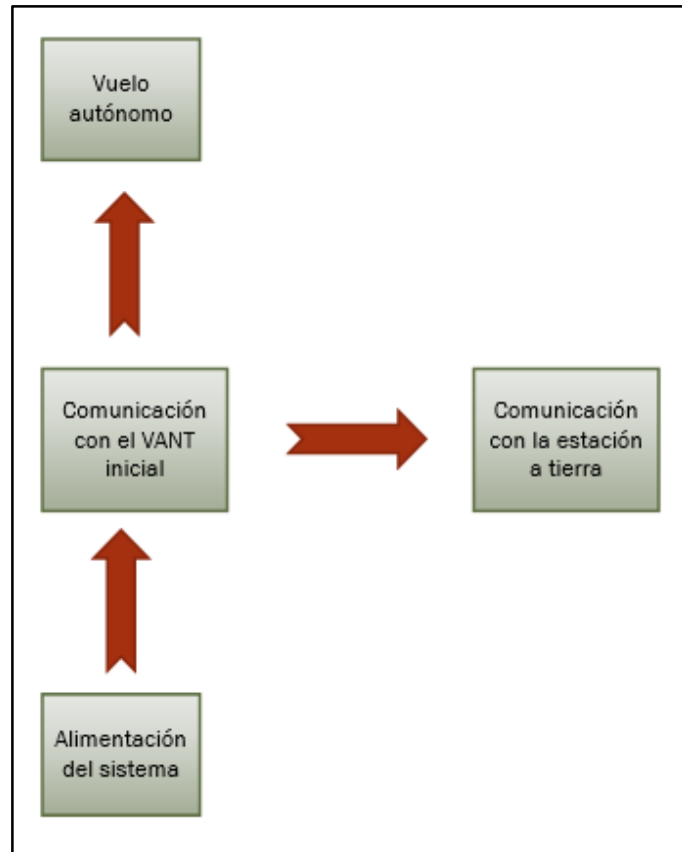 Vuelo
autónomo
Comunicación
con el VANT
inicial
Comunicación
con la estación
a tierra
Alimentación
del sistema